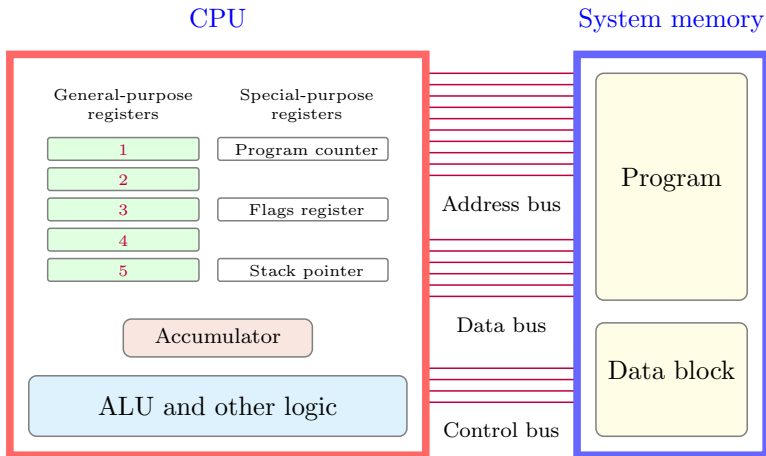 CPU
System memory
General-purpose
registers
Special-purpose
registers
1
Program counter
2
3
Flags register
4
5
Stack pointer
Accumulator
ALU and other logic
Address bus
Data bus
Control bus
Program
Data block